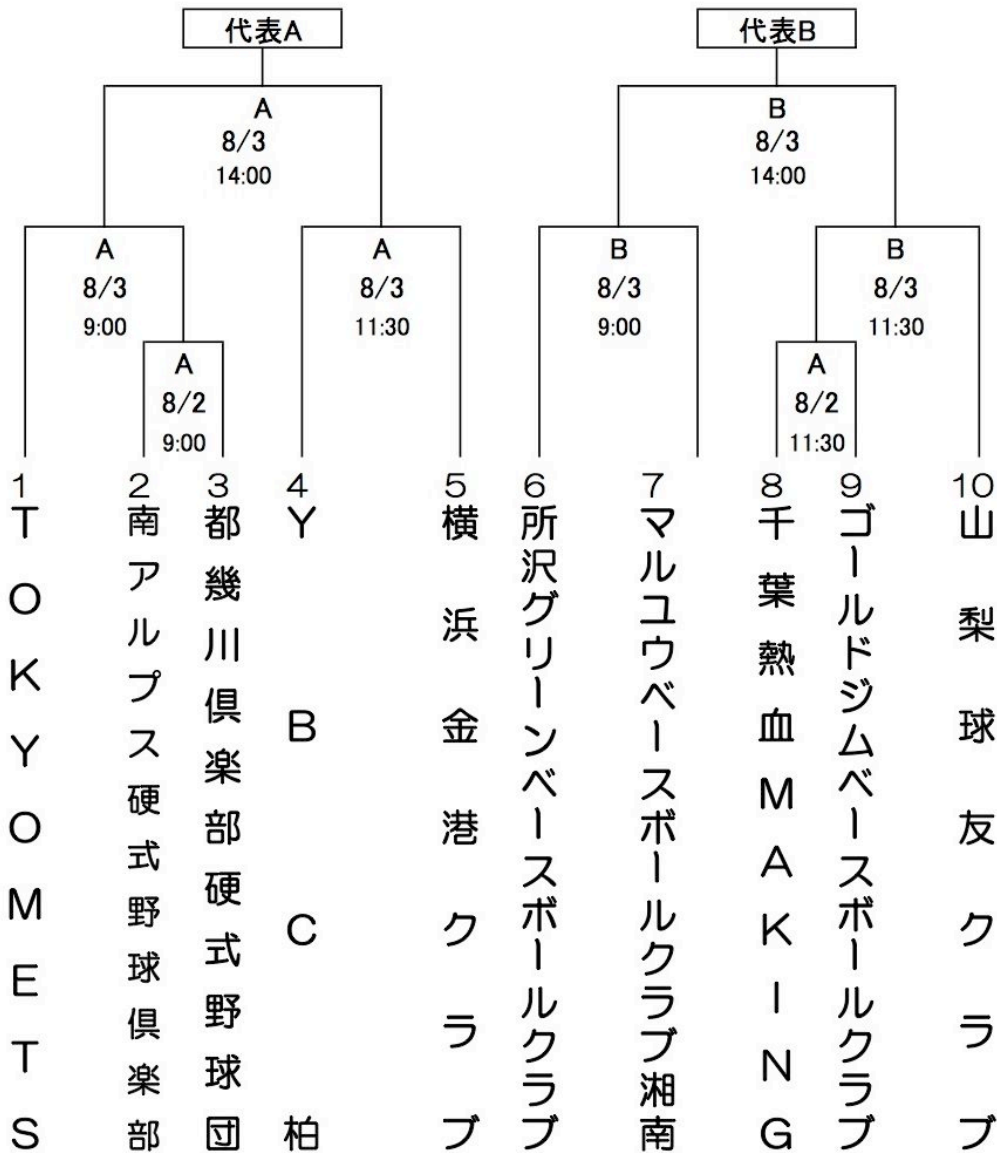 代表A
代表B
A
8/3
14:00
B
8/3
14:00
A
8/3
9:00
A
8/3
11:30
B
8/3
9:00
B
8/3
11:30
A
8/2
9:00
A
8/2
11:30
1
TOKYOMETS
2
南アルプス硬式野球倶楽部
3
都幾川倶楽部硬式野球団
4
YBC柏
5
横浜金港クラブ
6
所沢グリーンベースボールクラブ
7
マルユウベースボールクラブ湘南
8
千葉熱血MAKING
9
ゴールドジムベースボールクラブ
10
山梨球友クラブ